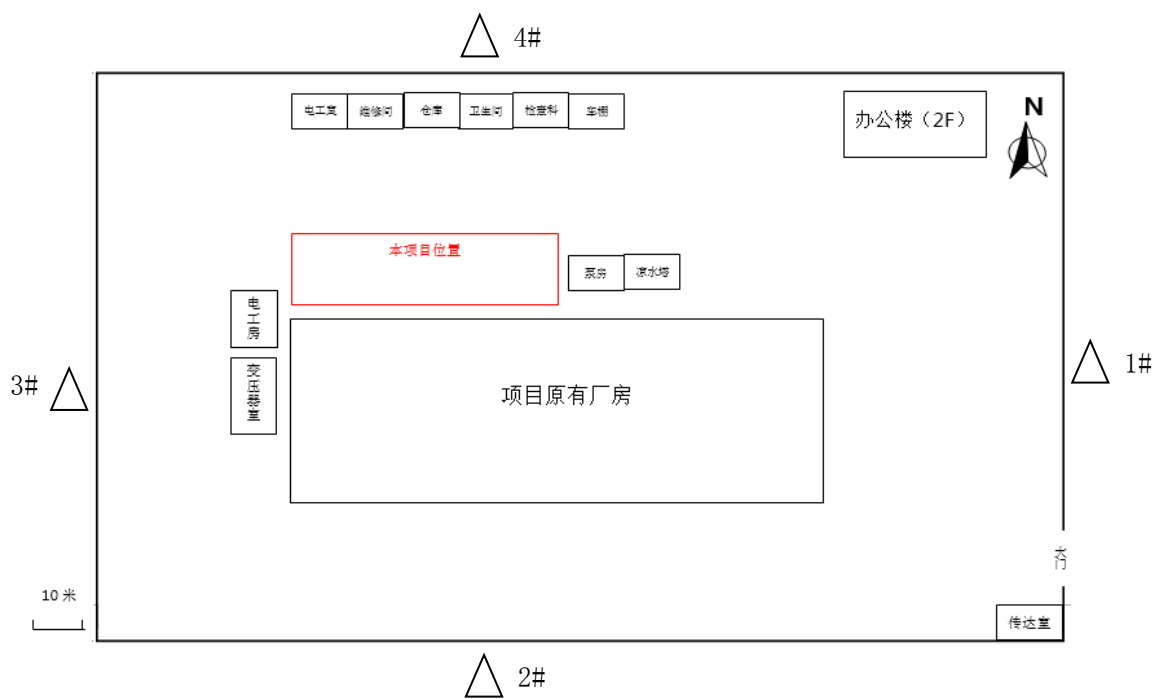 4#
电工室 维修间 仓库 卫生间 检查科 车棚
办公楼（2F）
N
本项目位置
泵房 凉水塔
电工房
变压器室
项目原有厂房
3#
1#
大门
10 米
传达室
2#